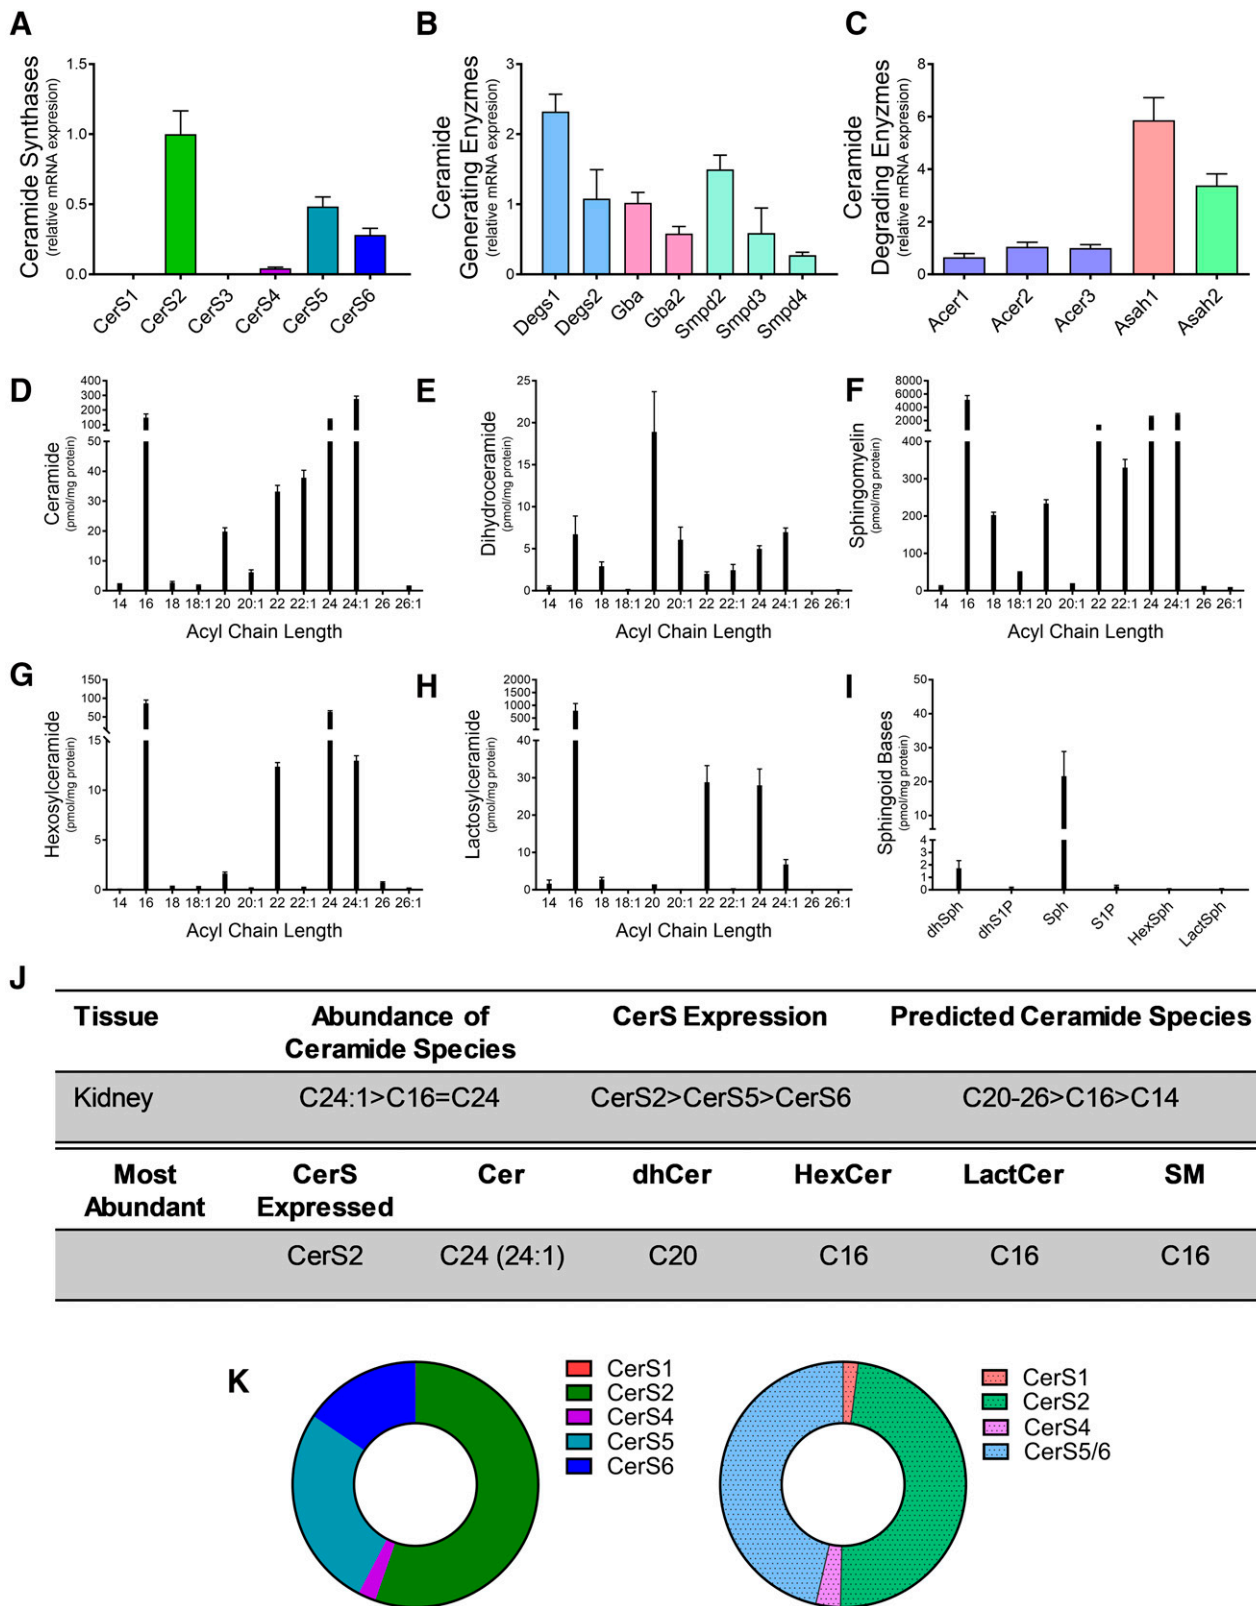 A
Ceramide Synthases
(relative mRNA expression)
1.5
1.0
0.5
0.0
CerS1
CerS2
CerS3
CerS4
CerS5
CerS6
B
Ceramide
Generating Enyzmes
(relative mRNA expression)
3
2
1
0
Degs1
Degs2
Gba
Gba2
Smpd2
Smpd3
Smpd4
C
Ceramide
Degrading Enyzmes
(relative mRNA expression)
8
6
4
2
0
Acer1
Acer2
Acer3
Asah1
Asah2
D
Ceramide
(pmol/mg protein)
400
300
200
100
50
40
30
20
10
0
14 16 18 18:1 20 20:1 22 22:1 24 24:1 26 26:1
Acyl Chain Length
E
Dihydroceramide
(pmol/mg protein)
25
20
15
10
5
0
14 16 18 18:1 20 20:1 22 22:1 24 24:1 26 26:1
Acyl Chain Length
F
Sphingomyelin
(pmol/mg protein)
8000
6000
4000
2000
400
300
200
100
0
14 16 18 18:1 20 20:1 22 22:1 24 24:1 26 26:1
Acyl Chain Length
G
Hexosylceramide
(pmol/mg protein)
150
100
50
15
10
5
0
14 16 18 18:1 20 20:1 22 22:1 24 24:1 26 26:1
Acyl Chain Length
H
Lactosylceramide
(pmol/mg protein)
2000
1500
1000
500
40
30
20
10
0
14 16 18 18:1 20 20:1 22 22:1 24 24:1 26 26:1
Acyl Chain Length
I
Sphingoid Bases
(pmol/mg protein)
50
40
30
20
10
4
3
2
1
0
dhSph
dhS1P
Sph
S1P
HexSph
LactSph
J
Tissue Abundance of CerS Expression Predicted Ceramide Species
Ceramide Species
Kidney C24:1>C16=C24 CerS2>CerS5>CerS6 C20-26>C16>C14
Most CerS Cer dhCer HexCer LactCer SM
Abundant Expressed
CerS2 C24 (24:1) C20 C16 C16 C16
K
CerS1
CerS2
CerS4
CerS5
CerS6
CerS1
CerS2
CerS4
CerS5/6